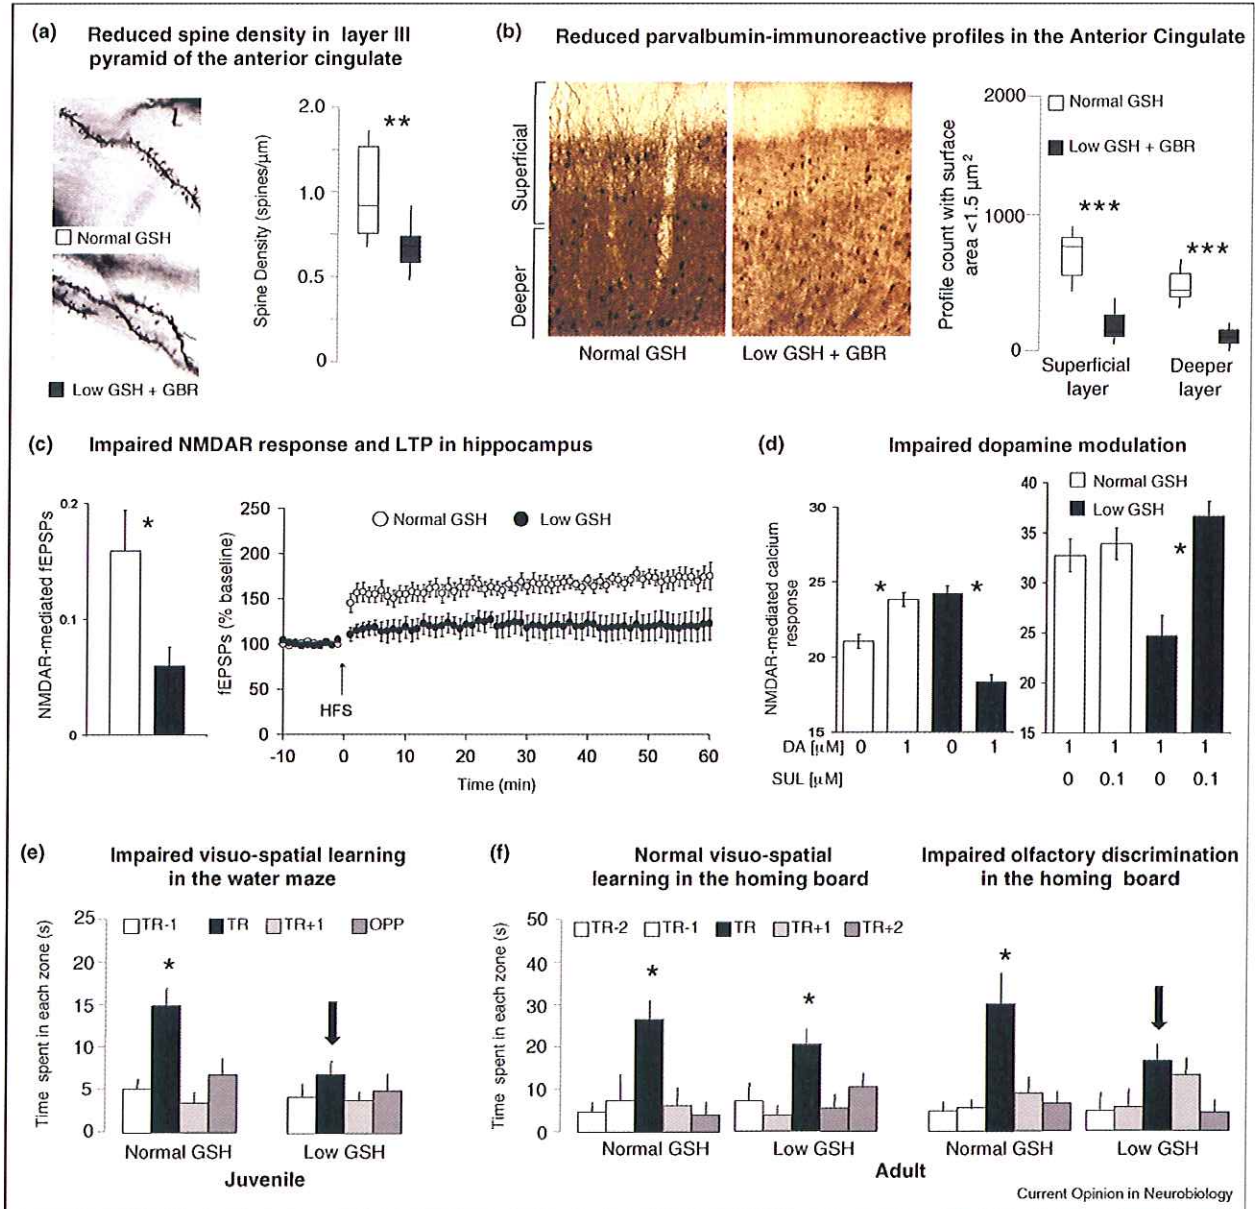 (a) Reduced spine density in layer III
pyramid of the anterior cingulate
Normal GSH
Low GSH + GBR
Spine Density (spines/µm)
2.0
**
1.0
0.5
0
(b) Reduced parvalbumin-immunoreactive profiles in the Anterior Cingulate
Superficial
Deeper
Normal GSH Low GSH + GBR
Profile count with surface
area <1.5 µm²
2000
1000
0
Normal GSH
Low GSH + GBR
***
***
Superficial
layer
Deeper
layer
(c) Impaired NMDAR response and LTP in hippocampus
NMDAR-mediated fEPSPs
0.2
0.1
0
*
fEPSPs (% baseline)
250
200
150
100
50
0
Normal GSH Low GSH
HFS
-10 0 10 20 30 40 50 60
Time (min)
(d) Impaired dopamine modulation
NMDAR-mediated calcium
response
30
25
20
15
* *
40
35
30
25
25
15
Normal GSH
Low GSH
*
DA [µM] 0 1 0 1 1 1 1 1
SUL [µM] 0 0.1 0 0.1
(e) Impaired visuo-spatial learning
in the water maze
Time spent in each zone (s)
25
20
15
10
5
0
TR-1 TR TR+1 OPP
*
Normal GSH Low GSH
Juvenile
(f) Normal visuo-spatial
learning in the homing board
Impaired olfactory discrimination
in the homing board
Time spent in each zone (s)
50
40
30
20
10
0
TR-2 TR-1 TR TR+1 TR+2
* * *
Normal GSH Low GSH Normal GSH Low GSH
Adult
Current Opinion in Neurobiology